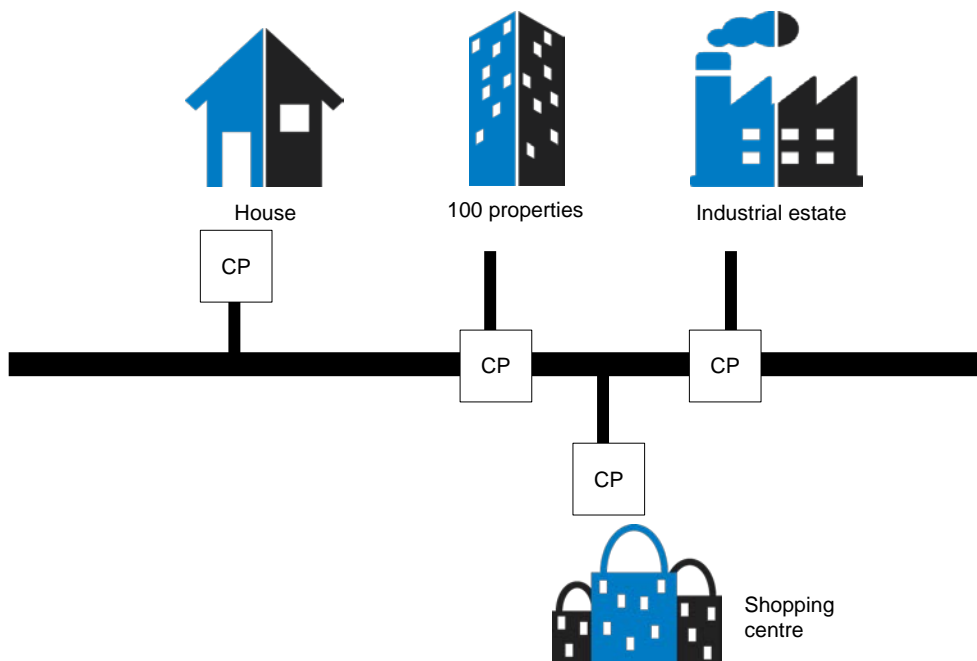 House
100 properties
Industrial estate
CP
CP
CP
CP
Shopping
centre